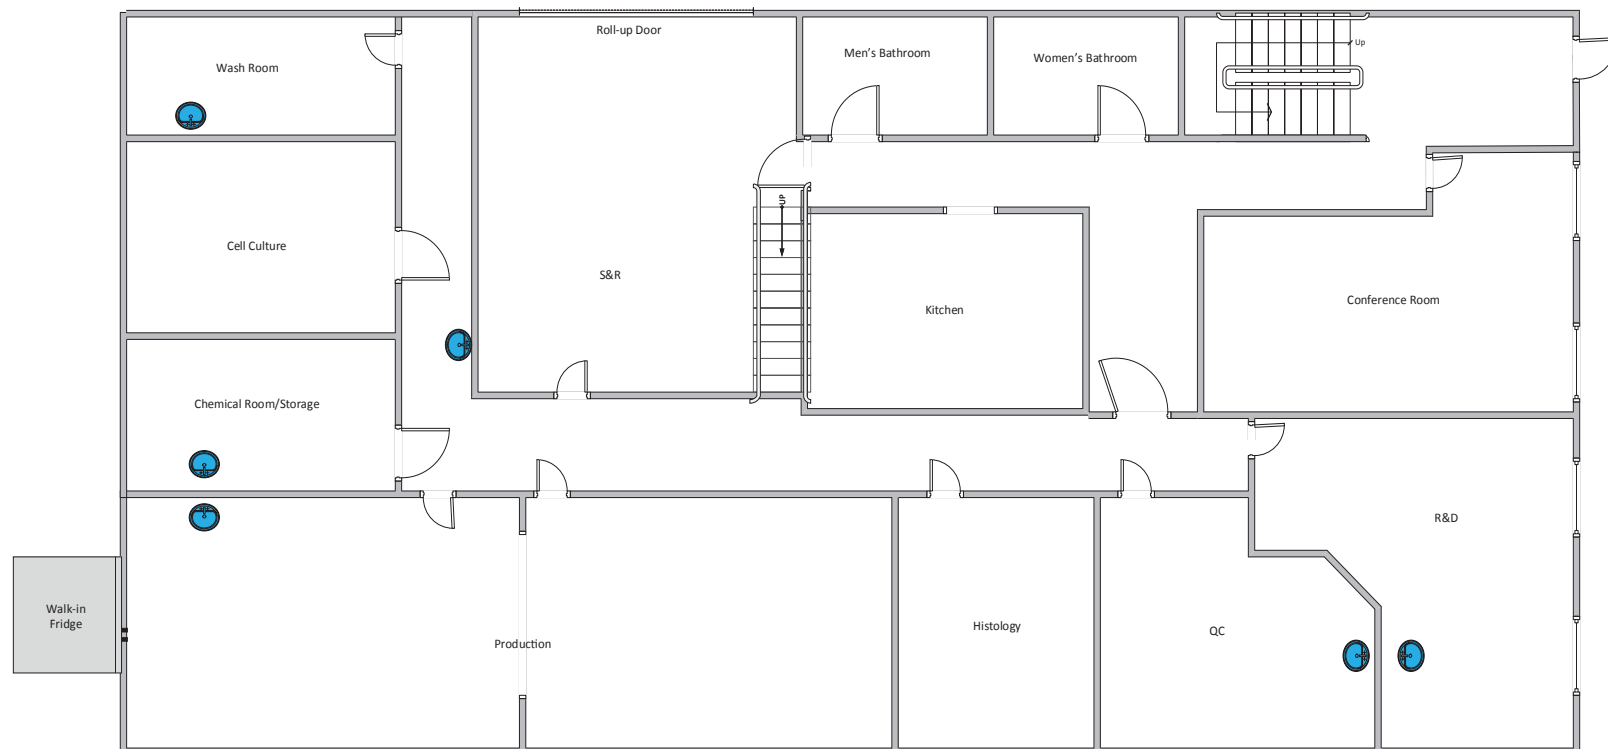 Roll-up Door
Men's Bathroom
Women's Bathroom
Up
Wash Room
UP
Cell Culture
S&R
Kitchen
Conference Room
Chemical Room/Storage
R&D
Walk-in
Fridge
Production
Histology
QC